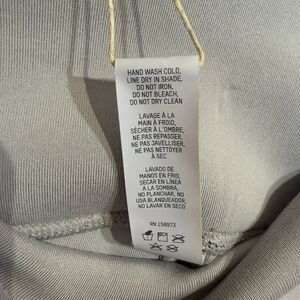 HAND WASH COLD,
LINE DRY IN SHADE,
DO NOT IRON,
DO NOT BLEACH,
DO NOT DRY CLEAN
LAVAGE À LA
MAIN À FROID,
SÉCHER À L'OMBRE,
NE PAS REPASSER,
NE PAS JAVELLISER,
NE PAS NETTOYER
À SEC
LAVADO DE
MANOS EN FRIO,
SECAR EN LÍNEA
A LA SOMBRA,
NO PLANCHAR, NO
USA BLANQUEADOR,
NO LAVAR EN SECO
RN 158973